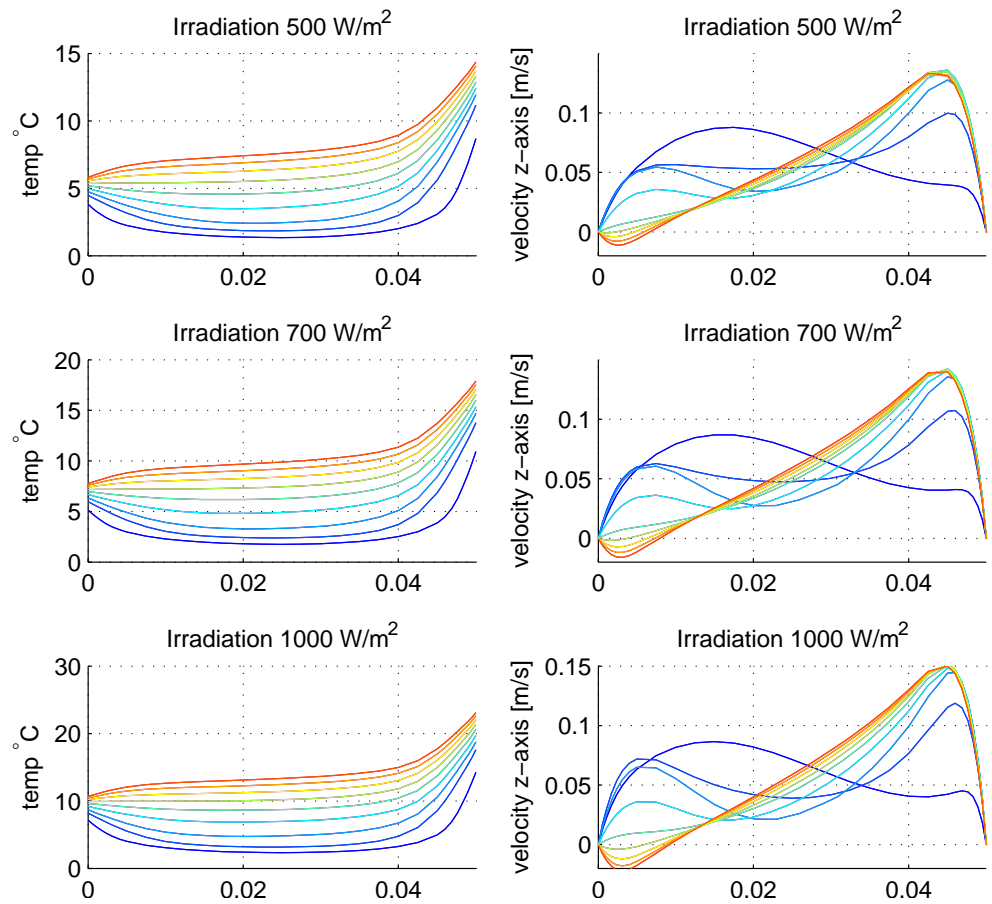 Irradiation 500 W/m²
15
10
5
0
temp °C
0 0.02 0.04
Irradiation 500 W/m²
0.1
0.05
0
velocity z−axis [m/s]
0 0.02 0.04
Irradiation 700 W/m²
20
15
10
5
0
temp °C
0 0.02 0.04
Irradiation 700 W/m²
0.1
0.05
0
velocity z−axis [m/s]
0 0.02 0.04
Irradiation 1000 W/m²
30
20
10
0
temp °C
0 0.02 0.04
Irradiation 1000 W/m²
0.15
0.1
0.05
0
velocity z−axis [m/s]
0 0.02 0.04